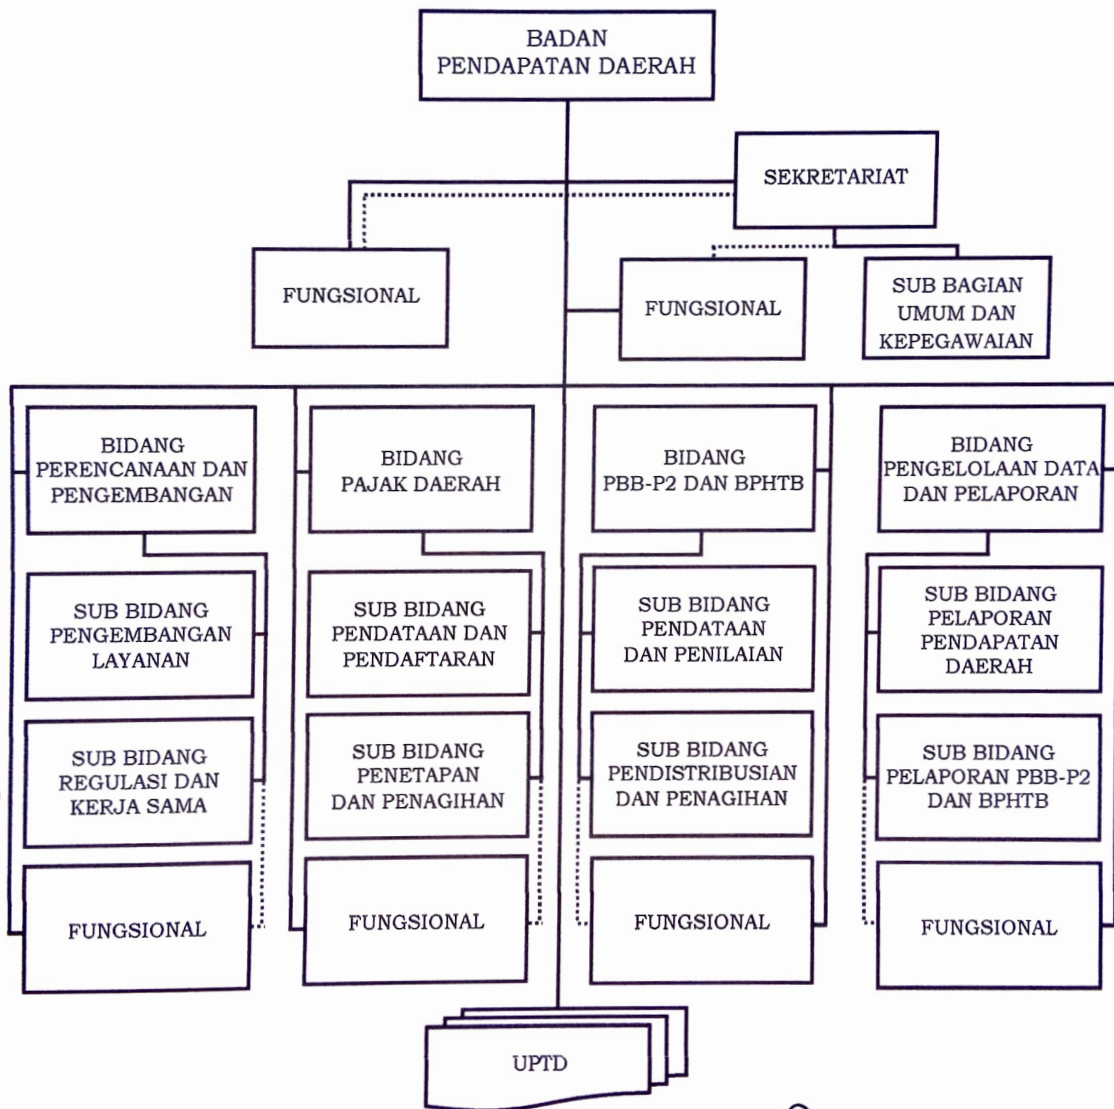 BADAN
PENDAPATAN DAERAH
SEKRETARIAT
FUNGSIONAL
FUNGSIONAL
SUB BAGIAN
UMUM DAN
KEPEGAWAIAN
BIDANG
PERENCANAAN DAN
PENGEMBANGAN
BIDANG
PAJAK DAERAH
BIDANG
PBB-P2 DAN BPHTB
BIDANG
PENGELOLAAN DATA
DAN PELAPORAN
SUB BIDANG
PENGEMBANGAN
LAYANAN
SUB BIDANG
PENDATAAN DAN
PENDAFTARAN
SUB BIDANG
PENDATAAN
DAN PENILAIAN
SUB BIDANG
PELAPORAN
PENDAPATAN
DAERAH
SUB BIDANG
REGULASI DAN
KERJA SAMA
SUB BIDANG
PENETAPAN
DAN PENAGIHAN
SUB BIDANG
PENDISTRIBUSIAN
DAN PENAGIHAN
SUB BIDANG
PELAPORAN PBB-P2
DAN BPHTB
FUNGSIONAL
FUNGSIONAL
FUNGSIONAL
FUNGSIONAL
UPTD